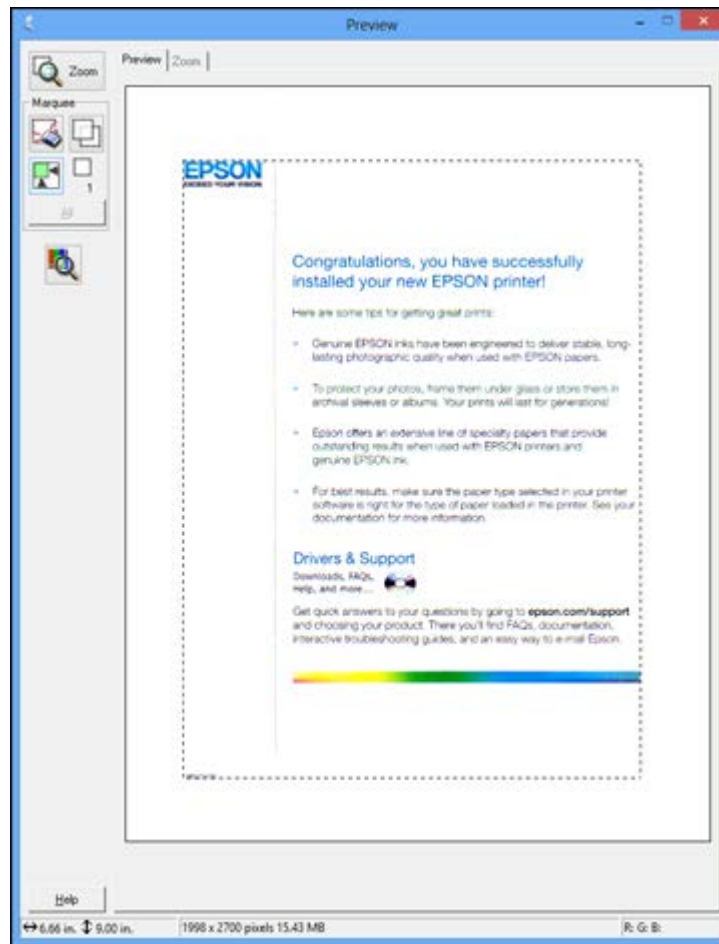 Preview
Zoom
Preview Zoom
Marquee
1
EPSON
EXCEED YOUR VISION
Congratulations, you have successfully
installed your new EPSON printer!
Here are some tips for getting great prints:
Genuine EPSON inks have been engineered to deliver stable, long-
lasting photographic quality when used with EPSON papers.
To protect your photos, frame them under glass or store them in
archival sleeves or albums. Your prints will last for generations!
Epson offers an extensive line of specialty papers that provide
outstanding results when used with EPSON printers and
genuine EPSON ink.
For best results, make sure the paper type selected in your printer
software is right for the type of paper loaded in the printer. See your
documentation for more information.
Drivers & Support
Downloads, FAQs,
Help, and more ...
Get quick answers to your questions by going to epson.com/support
and choosing your product. There you'll find FAQs, documentation,
interactive troubleshooting guides, and an easy way to e-mail Epson.
Help
6.66 in. 9.00 in. 1998 x 2700 pixels 15.43 MB R: G: B: